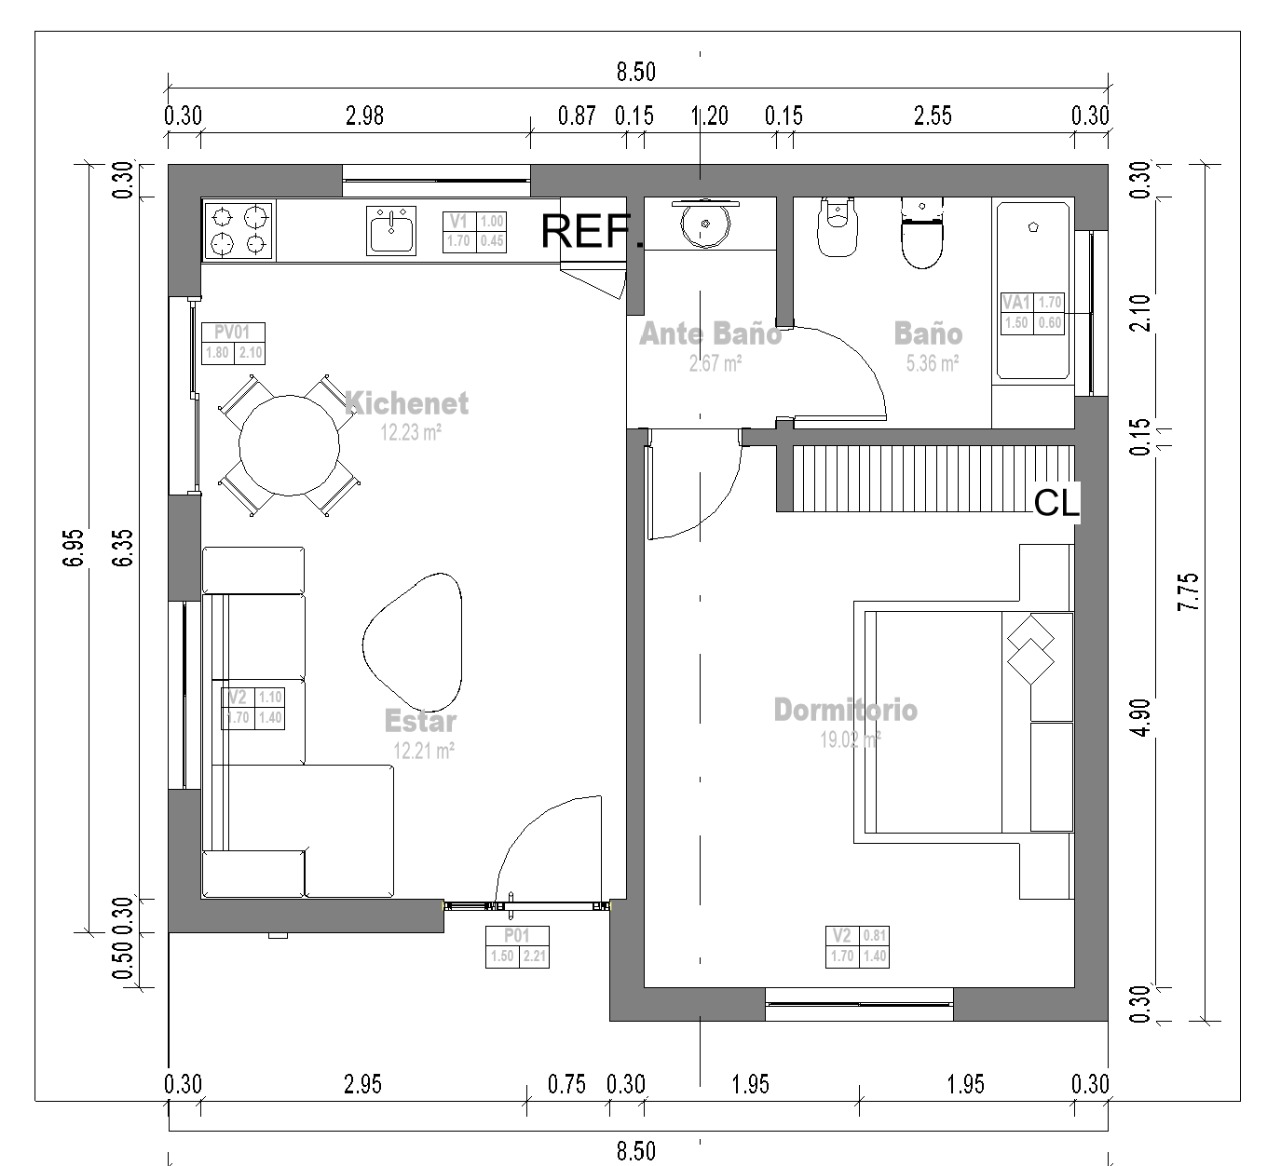 8.50
0.30 2.98 0.87 0.15 1.20 0.15 2.55 0.30
0.30
0.30
REF.
V1 1.00
1.70 0.45
PV01
1.80 2.10
VA1 1.70
1.50 0.60
Ante Baño
2.67 m²
Baño
5.36 m²
2.10
Kichenet
12.23 m²
0.15
CL
6.95
6.35
7.75
V2 1.10
1.70 1.40
Estar
12.21 m²
Dormitorio
19.02 m²
4.90
0.30
P01
1.50 2.21
V2 0.81
1.70 1.40
0.50
0.30
0.30 2.95 0.75 0.30 1.95 1.95 0.30
8.50